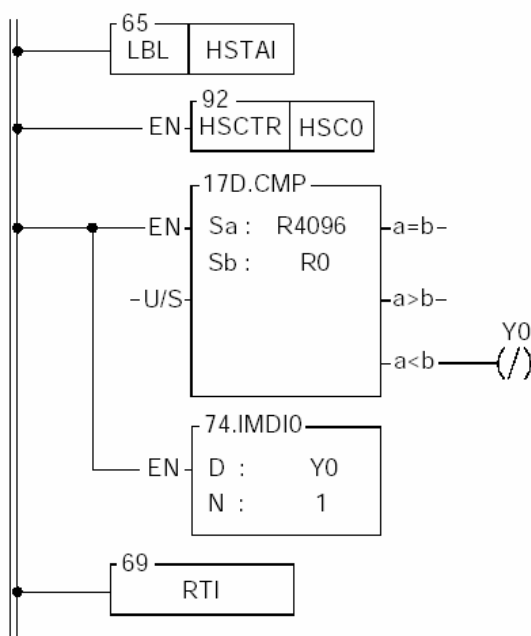 65
LBL HSTAI
92
EN HSCTR HSC0
17D.CMP
EN Sa : R4096 a=b
Sb : R0
U/S a>b
Y0
a<b (/)
74.IMDI0
EN D : Y0
N : 1
69
RTI